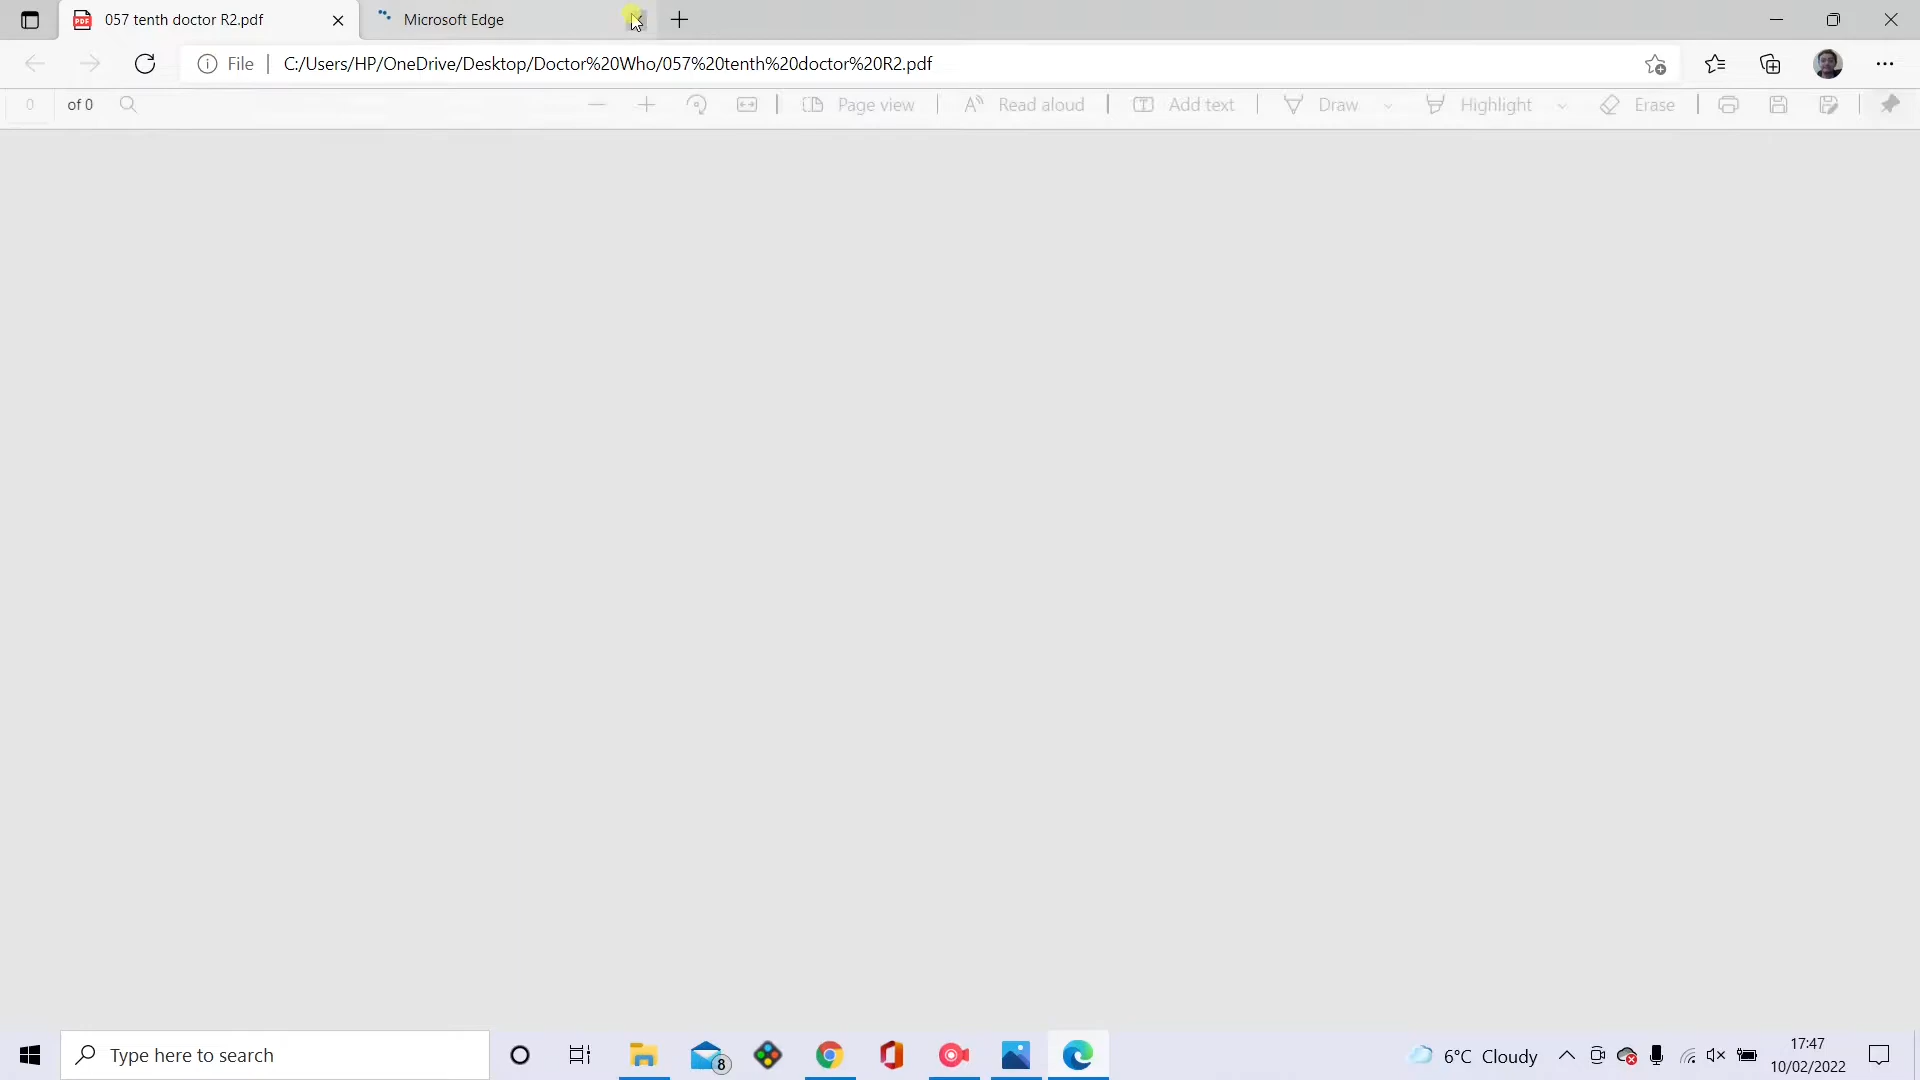 057 tenth doctor R2.pdf
Microsoft Edge
File
C:/Users/HP/OneDrive/Desktop/Doctor%20Who/057%20tenth%20doctor%20R2.pdf
0
of 0
Page view
Read aloud
Add text
Draw
Highlight
Erase
Type here to search
8
6°C Cloudy
17:47
10/02/2022